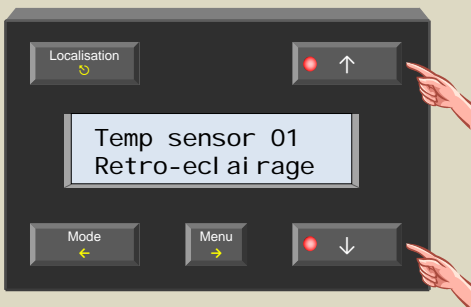 Localisation
↑
Temp sensor 01
Retro-eclairage
Mode
←
Menu
→
↓